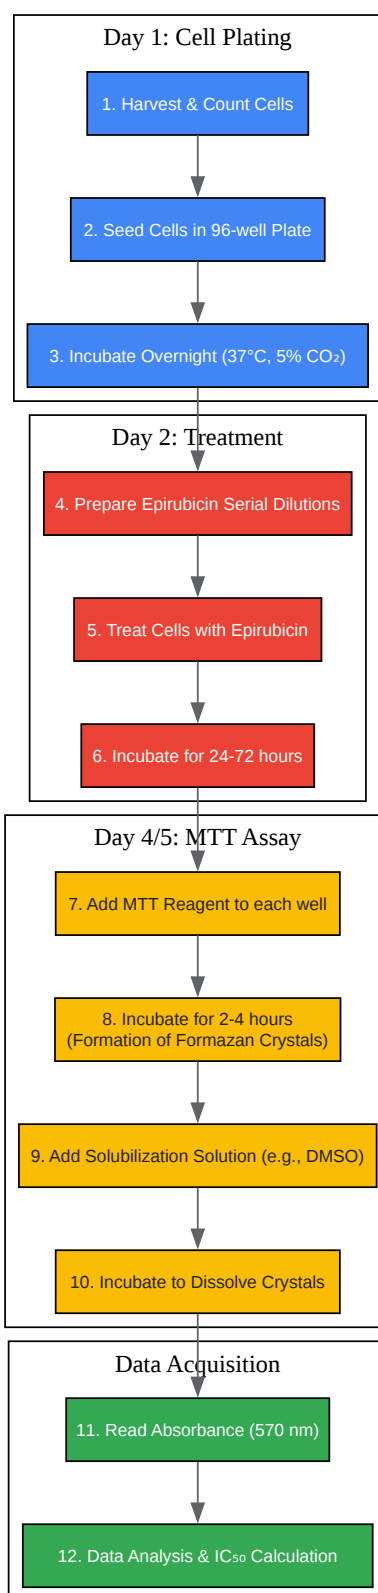 Day 1: Cell Plating
1. Harvest & Count Cells
2. Seed Cells in 96-well Plate
3. Incubate Overnight (37°C, 5% CO₂)
Day 2: Treatment
4. Prepare Epirubicin Serial Dilutions
5. Treat Cells with Epirubicin
6. Incubate for 24-72 hours
Day 4/5: MTT Assay
7. Add MTT Reagent to each well
8. Incubate for 2-4 hours
(Formation of Formazan Crystals)
9. Add Solubilization Solution (e.g., DMSO)
10. Incubate to Dissolve Crystals
Data Acquisition
11. Read Absorbance (570 nm)
12. Data Analysis & IC₅₀ Calculation